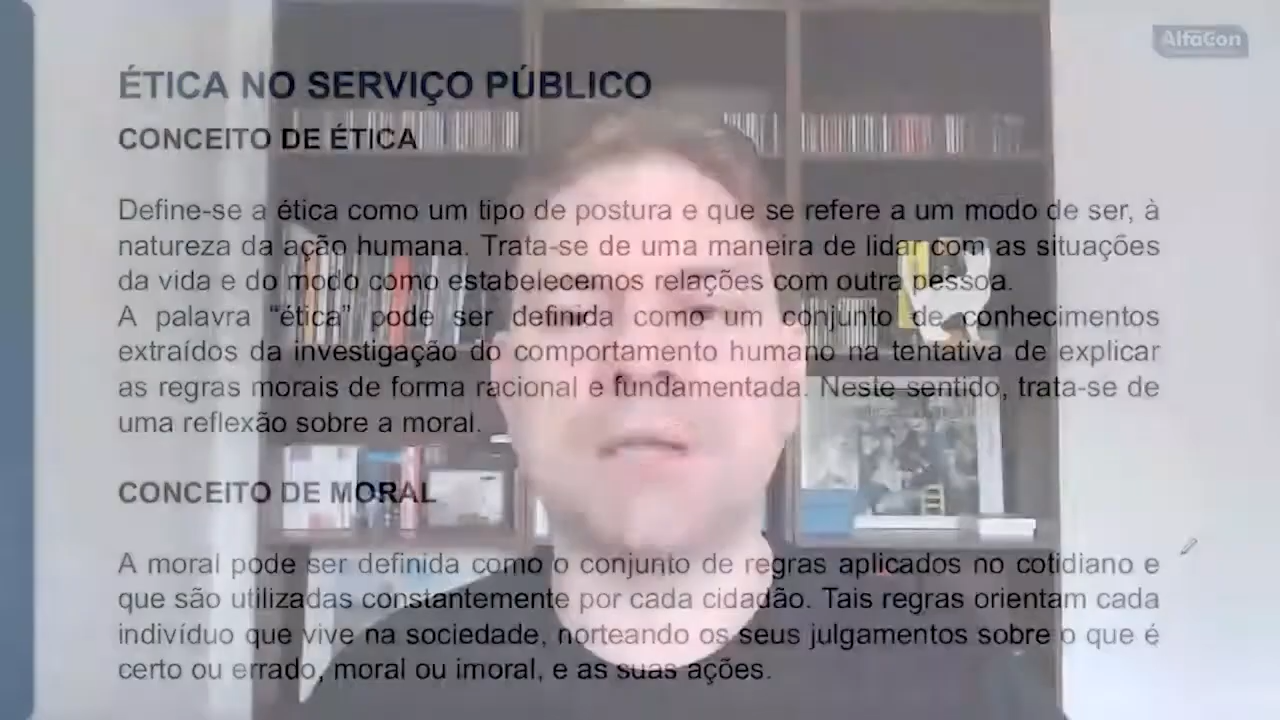 AlfaCon
ÉTICA NO SERVIÇO PÚBLICO
CONCEITO DE ÉTICA
Define-se a ética como um tipo de postura e que se refere a um modo de ser, à
natureza da ação humana. Trata-se de uma maneira de lidar com as situações
da vida e do modo como estabelecemos relações com outra pessoa.
A palavra “ética” pode ser definida como um conjunto de conhecimentos
extraídos da investigação do comportamento humano na tentativa de explicar
as regras morais de forma racional e fundamentada. Neste sentido, trata-se de
uma reflexão sobre a moral.
CONCEITO DE MORAL
A moral pode ser definida como o conjunto de regras aplicados no cotidiano e
que são utilizadas constantemente por cada cidadão. Tais regras orientam cada
indivíduo que vive na sociedade, norteando os seus julgamentos sobre o que é
certo ou errado, moral ou imoral, e as suas ações.